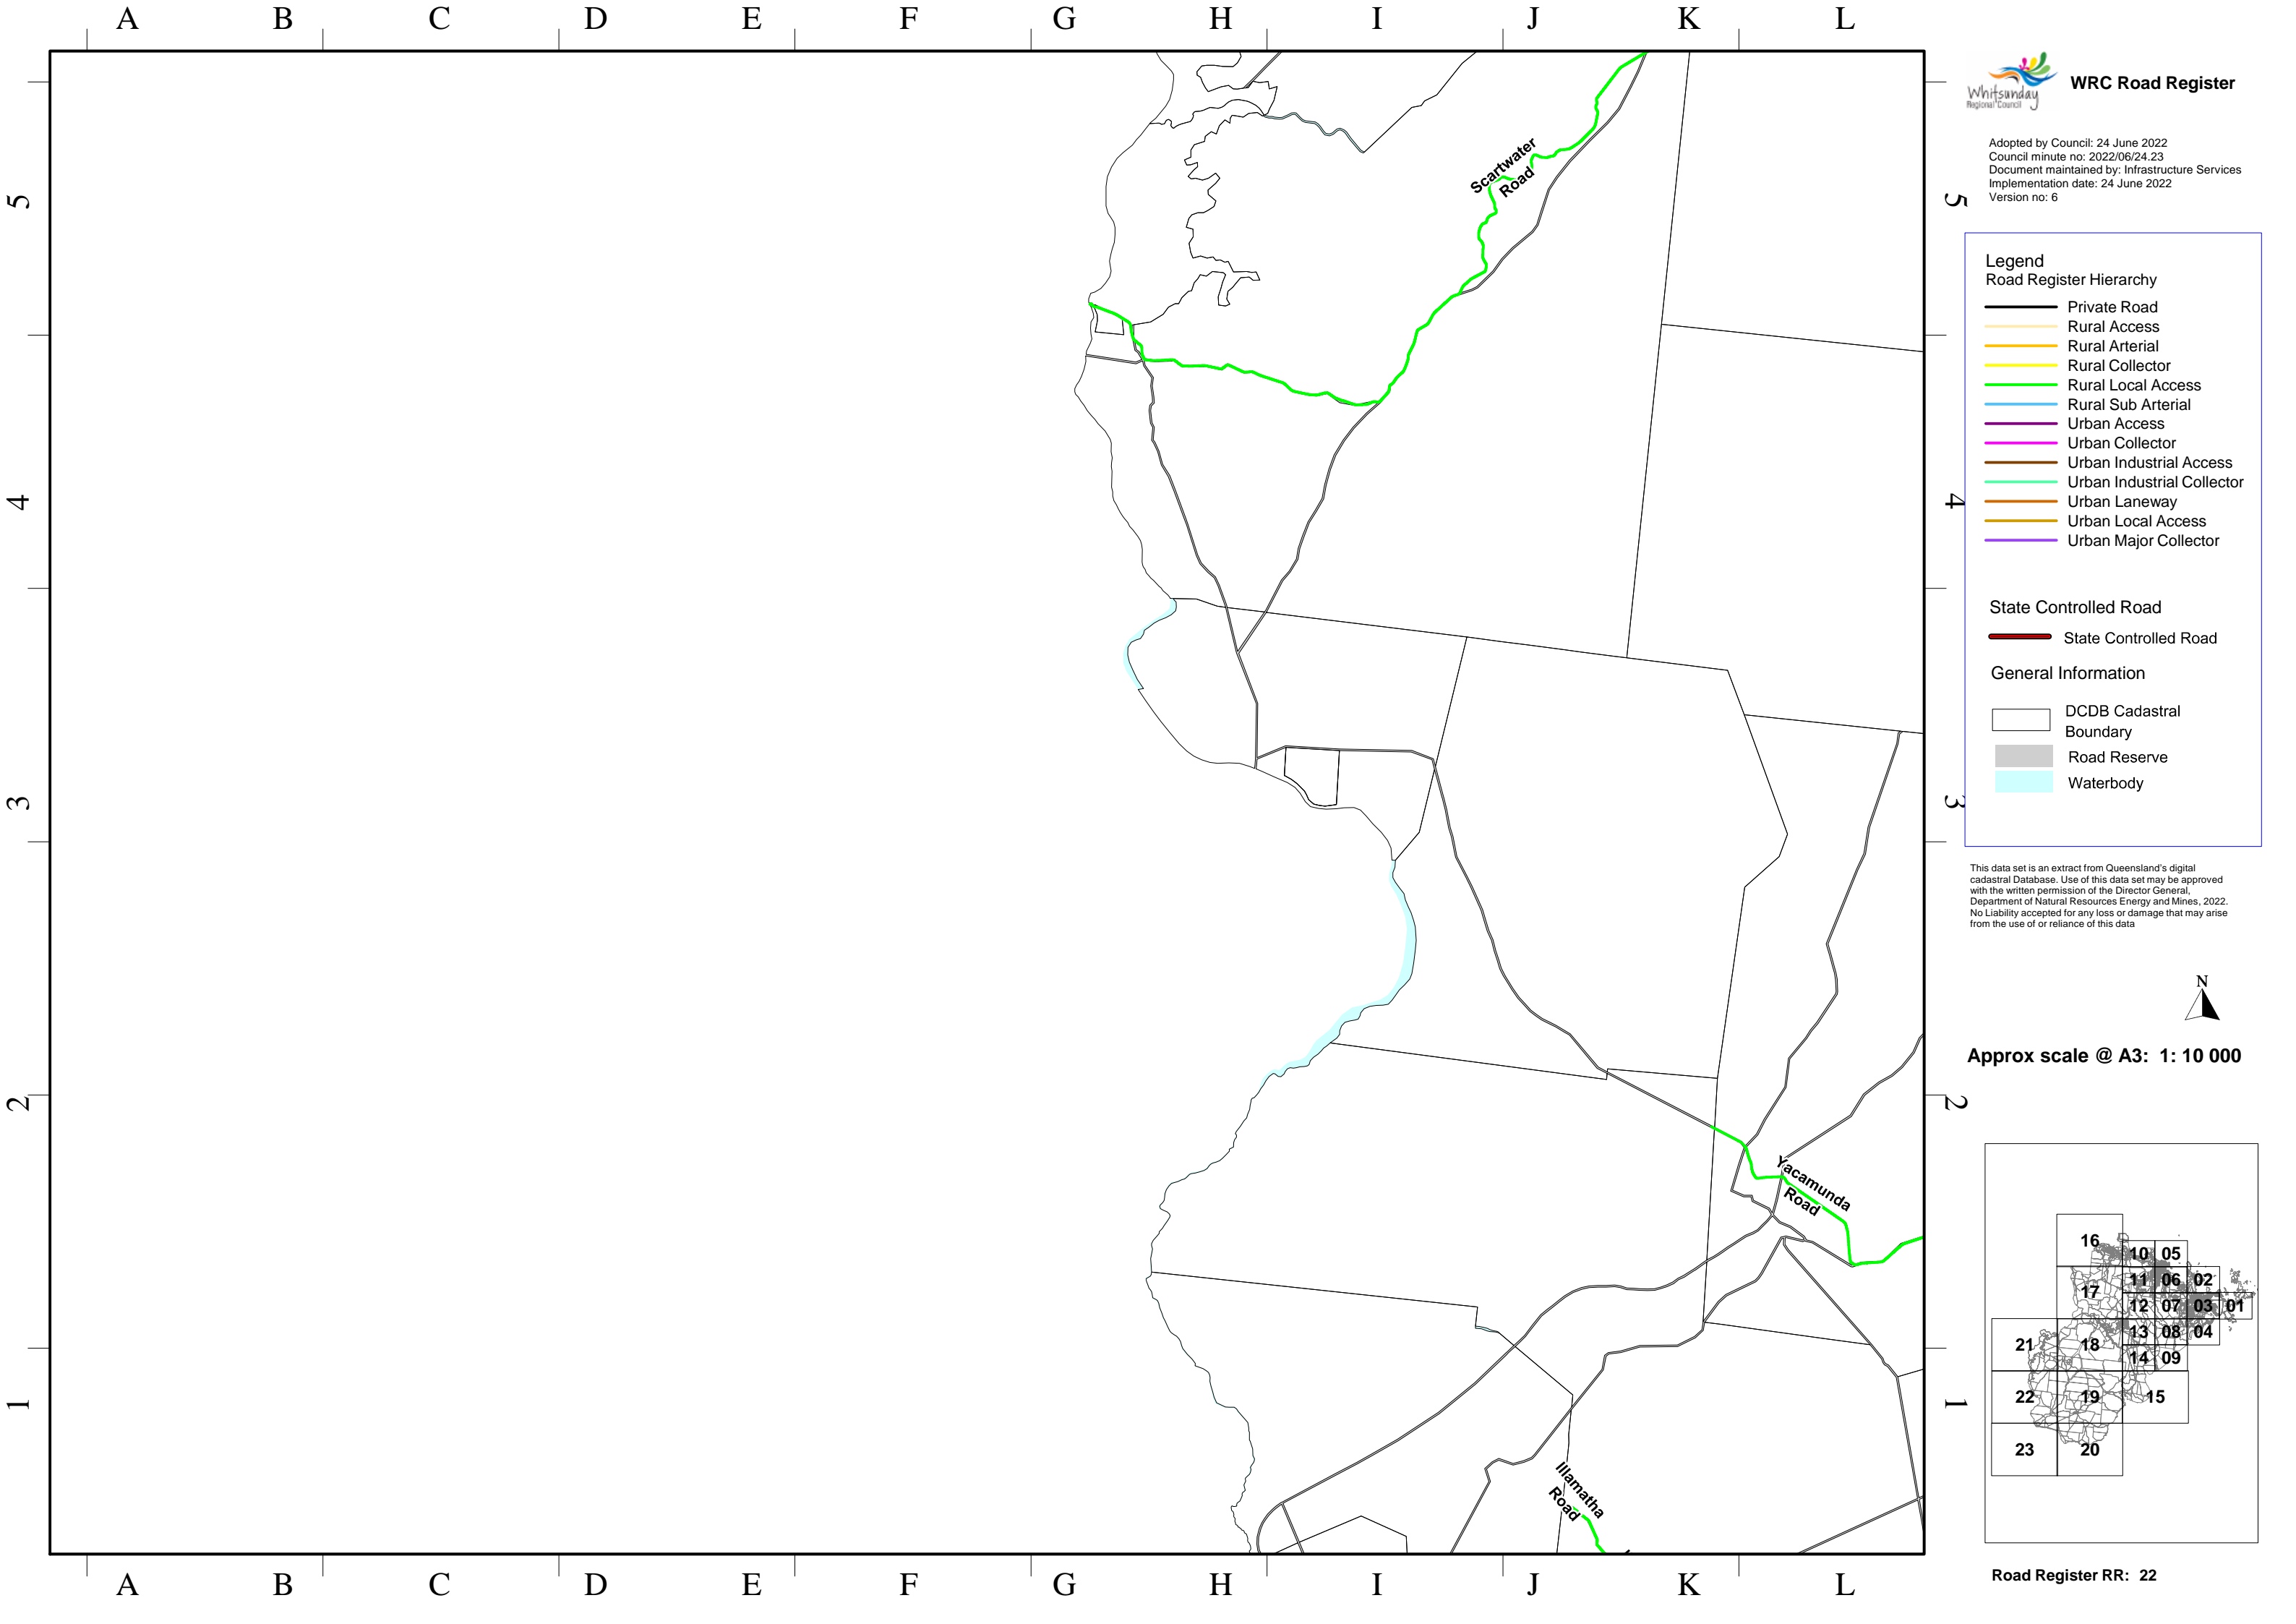 A B C D E F G H I J K L
WRC Road Register
Whitsunday
Regional Council
Adopted by Council: 24 June 2022
Council minute no: 2022/06/24.23
Document maintained by: Infrastructure Services
Implementation date: 24 June 2022
Version no: 6
5
5
Scartwater
Road
Legend
Road Register Hierarchy
Private Road
Rural Access
Rural Arterial
Rural Collector
Rural Local Access
Rural Sub Arterial
Urban Access
Urban Collector
Urban Industrial Access
Urban Industrial Collector
Urban Laneway
Urban Local Access
Urban Major Collector
4
4
State Controlled Road
State Controlled Road
General Information
DCDB Cadastral
Boundary
Road Reserve
Waterbody
3
3
This data set is an extract from Queensland's digital
cadastral Database. Use of this data set may be approved
with the written permission of the Director General,
Department of Natural Resources Energy and Mines, 2022.
No Liability accepted for any loss or damage that may arise
from the use of or reliance of this data
N
Approx scale @ A3: 1: 10 000
2
2
Yacamunda
Road
16
10 05
11 06 02
17
12 07 03 01
13 08 04
21 18
14 09
22 19 15
23 20
1
1
Illamatha
Road
Road Register RR: 22
A B C D E F G H I J K L